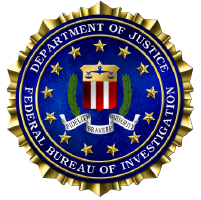 DEPARTMENT OF JUSTICE
FIDELITY BRAVERY INTEGRITY
FEDERAL BUREAU OF INVESTIGATION